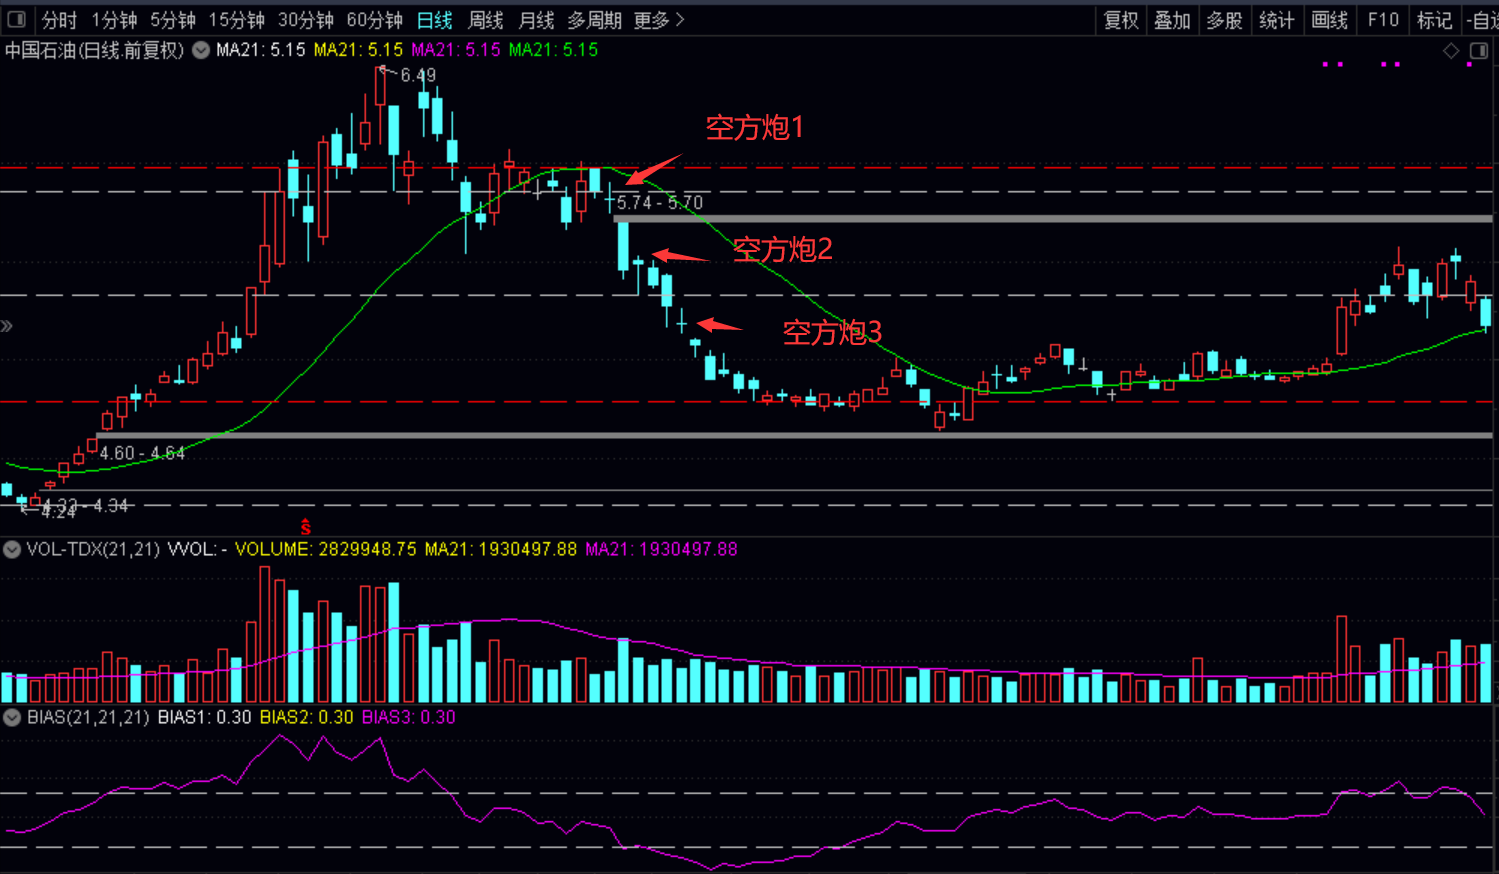 分时 1分钟 5分钟 15分钟 30分钟 60分钟 日线 周线 月线 多周期 更多 复权 叠加 多股 统计 画线 F10 标记 -自选
中国石油(日线.前复权) MA21: 5.15 MA21: 5.15 MA21: 5.15 MA21: 5.15
6.49
空方炮1
5.74 - 5.70
空方炮2
空方炮3
4.60 - 4.64
4.33 - 4.34
4.24
S
VOL-TDX(21,21) VVOL: - VOLUME: 2829948.75 MA21: 1930497.88 MA21: 1930497.88
BIAS(21,21,21) BIAS1: 0.30 BIAS2: 0.30 BIAS3: 0.30